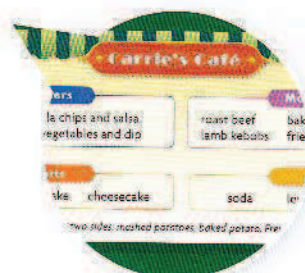 Carrie's Café
la chips and salsa
vegetables and dip
roast beef
lamb kebobs
cheesecake
soda
two sides: mashed potatoes, baked potato,